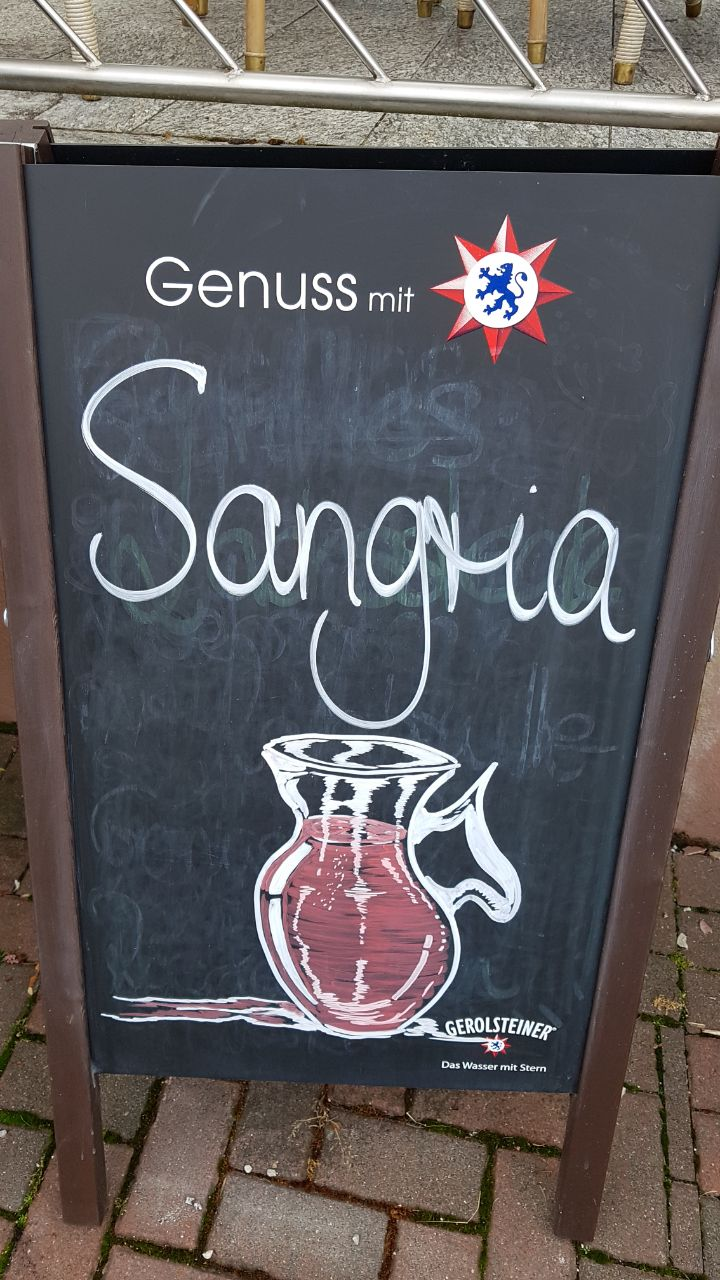 Genuss mit
Sangria
GEROLSTEINER
Das Wasser mit Stern